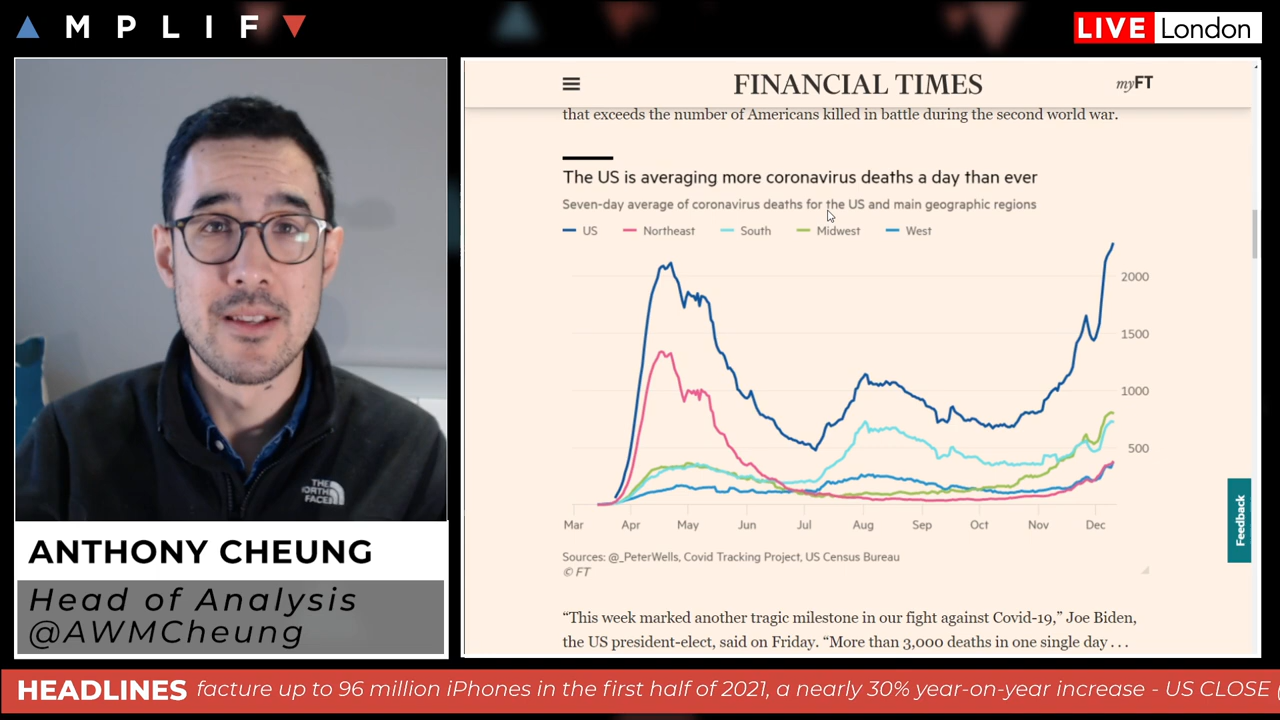 MPLIF
LIVE London
FINANCIAL TIMES
myFT
that exceeds the number of Americans killed in battle during the second world war.
The US is averaging more coronavirus deaths a day than ever
Seven-day average of coronavirus deaths for the US and main geographic regions
US Northeast South Midwest West
2000
1500
1000
500
Mar Apr May Jun Jul Aug Sep Oct Nov Dec
Sources: @_PeterWells, Covid Tracking Project, US Census Bureau
© FT
Feedback
“This week marked another tragic milestone in our fight against Covid-19,” Joe Biden,
the US president-elect, said on Friday. “More than 3,000 deaths in one single day . . .
THE
NORTH
FACE
ANTHONY CHEUNG
Head of Analysis
@AWMCheung
HEADLINES facture up to 96 million iPhones in the first half of 2021, a nearly 30% year-on-year increase - US CLOSE (